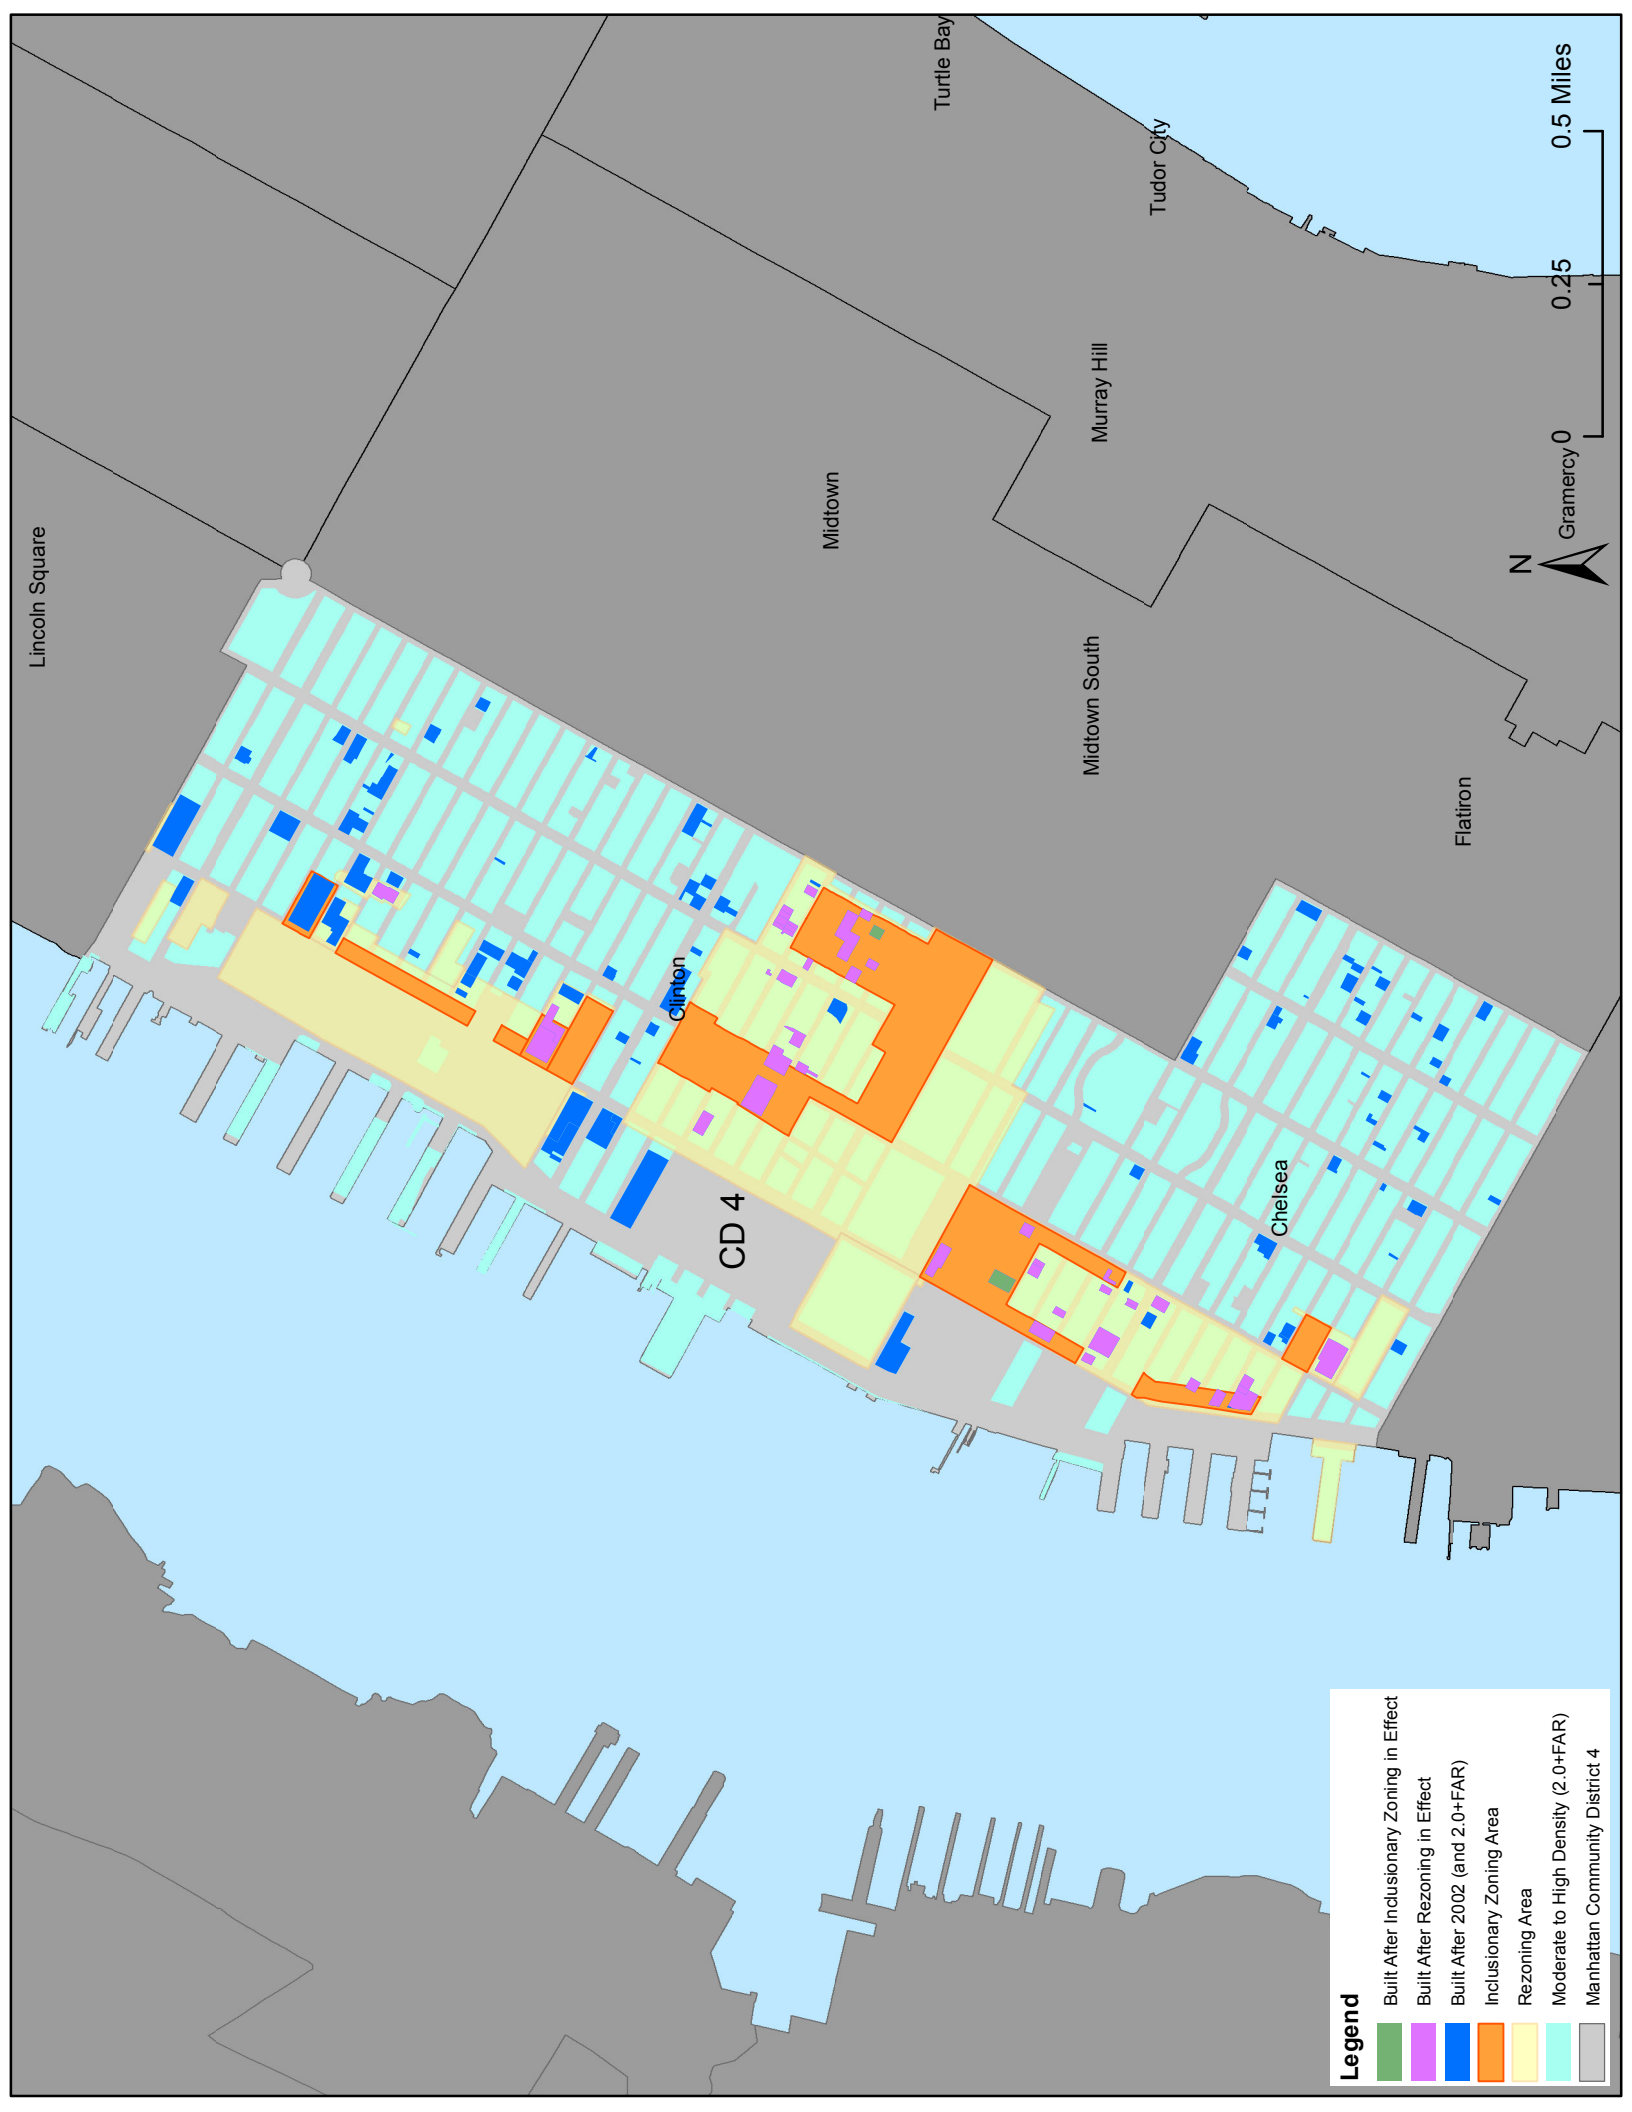 Lincoln Square
Turtle Bay
Tudor City
Midtown
Murray Hill
Midtown South
Gramercy
Flatiron
Clinton
CD 4
Chelsea
N
0 0.25 0.5 Miles
Legend
Built After Inclusionary Zoning in Effect
Built After Rezoning in Effect
Built After 2002 (and 2.0+FAR)
Inclusionary Zoning Area
Rezoning Area
Moderate to High Density (2.0+FAR)
Manhattan Community District 4